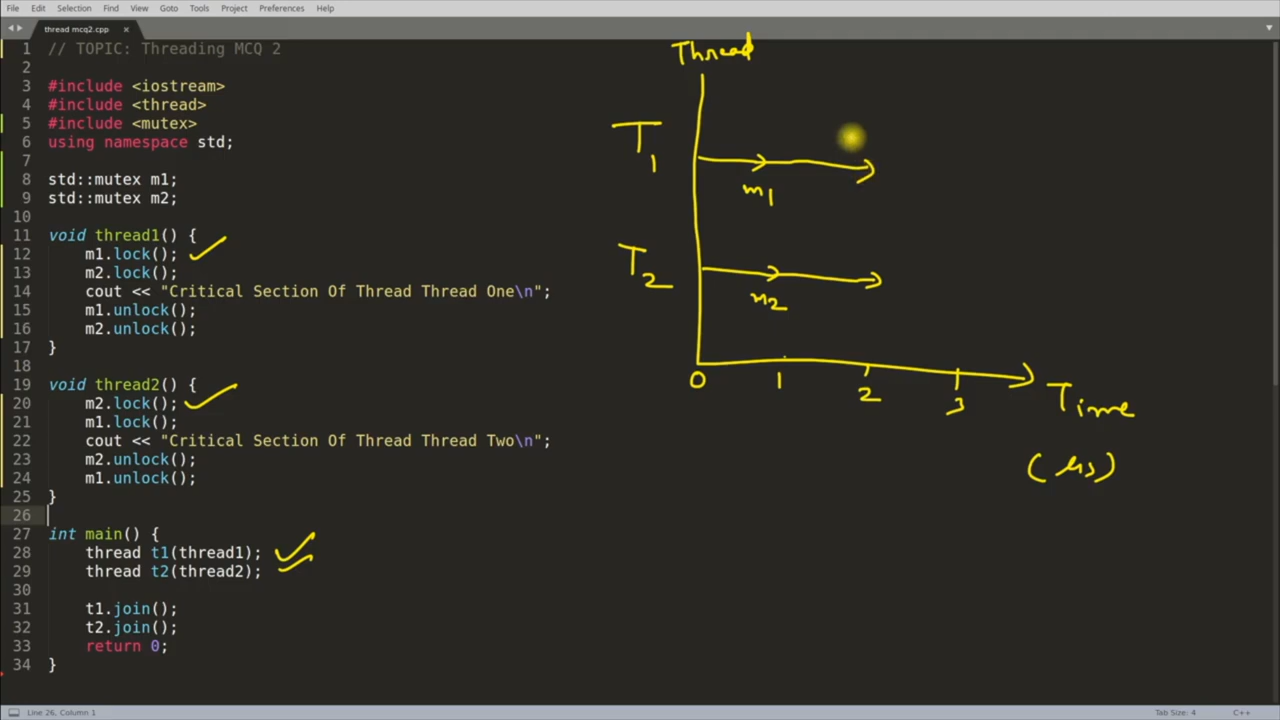 File Edit Selection Find View Goto Tools Project Preferences Help
thread mcq2.cpp ×
1 // TOPIC: Threading MCQ 2
2
3 #include <iostream>
4 #include <thread>
5 #include <mutex>
6 using namespace std;
7
8 std::mutex m1;
9 std::mutex m2;
10
11 void thread1() {
12 m1.lock();
13 m2.lock();
14 cout << "Critical Section Of Thread Thread One\n";
15 m1.unlock();
16 m2.unlock();
17 }
18
19 void thread2() {
20 m2.lock();
21 m1.lock();
22 cout << "Critical Section Of Thread Thread Two\n";
23 m2.unlock();
24 m1.unlock();
25 }
26
27 int main() {
28 thread t1(thread1);
29 thread t2(thread2);
30
31 t1.join();
32 t2.join();
33 return 0;
34 }
Thread
T1
m1
T2
m2
0 1 2 3
Time
(μs)
Line 26, Column 1
Tab Size: 4
C++